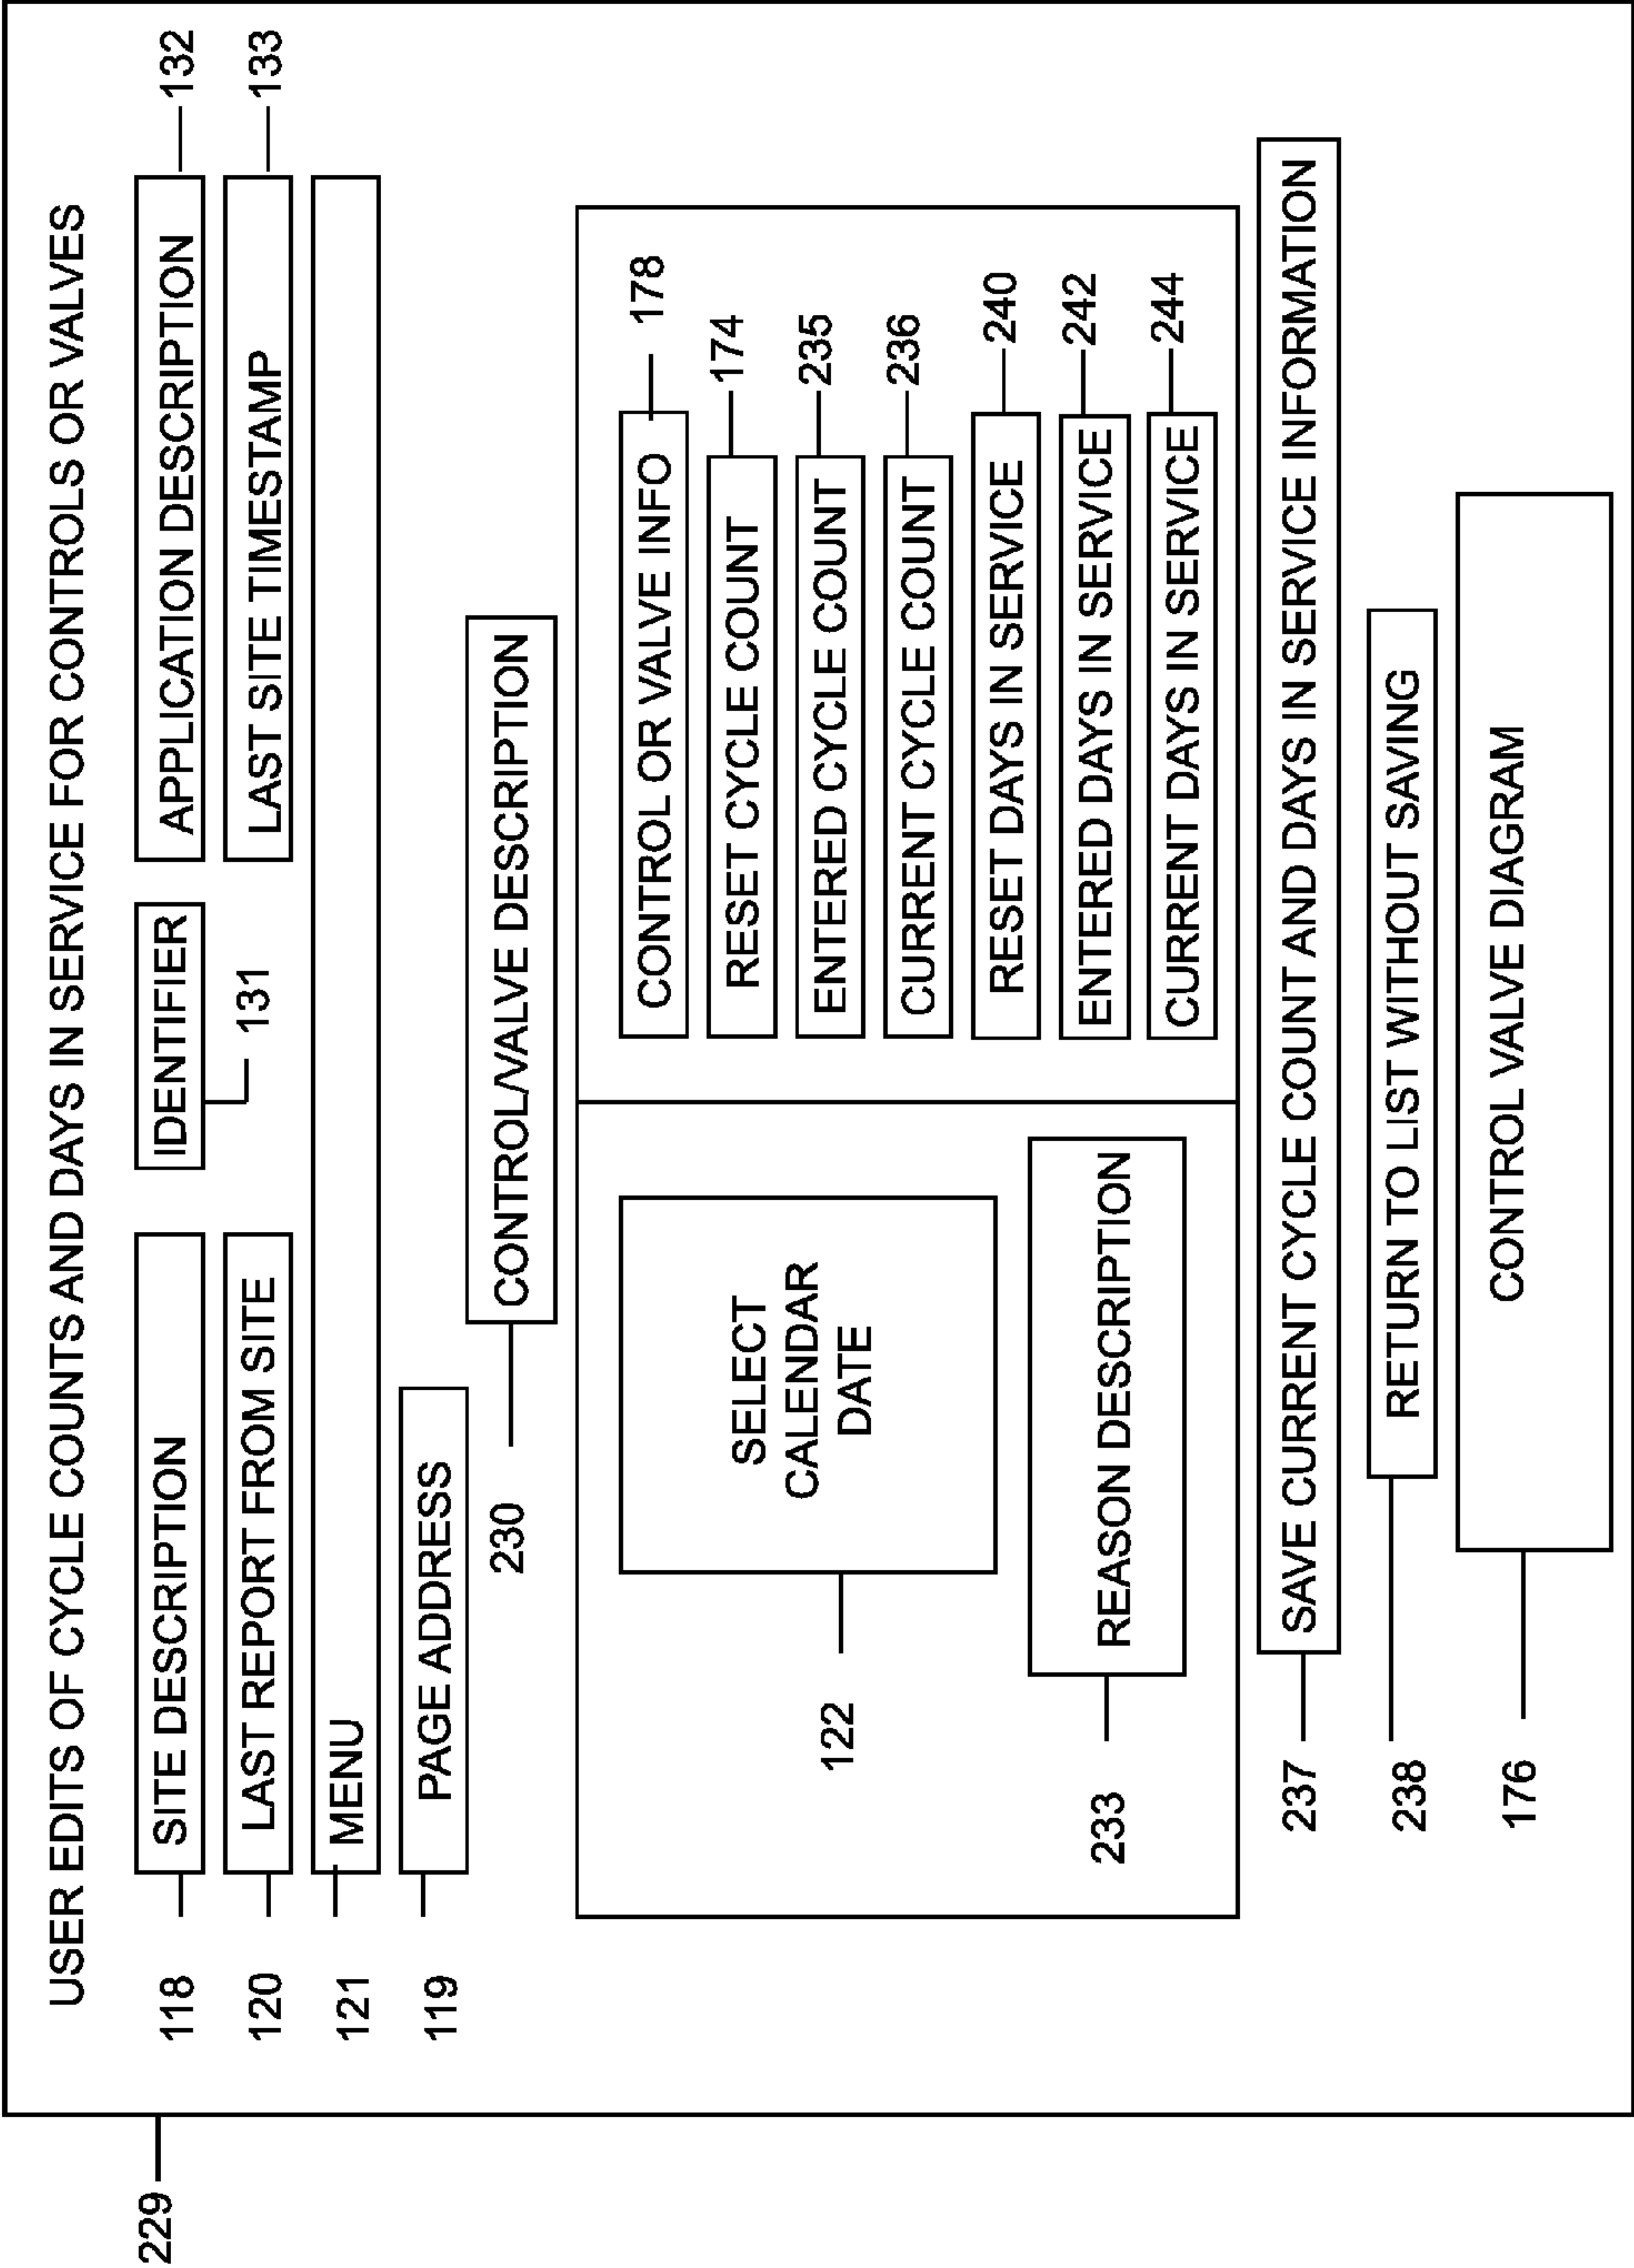 USER EDITS OF CYCLE COUNTS AND DAYS IN SERVICE FOR CONTROLS OR VALVES
229
118 SITE DESCRIPTION IDENTIFIER APPLICATION DESCRIPTION 132
131
120 LAST REPORT FROM SITE LAST SITE TIMESTAMP 133
121 MENU
119 PAGE ADDRESS
230 CONTROL/VALVE DESCRIPTION
122 SELECT
CALENDAR
DATE
233 REASON DESCRIPTION
CONTROL OR VALVE INFO 178
RESET CYCLE COUNT 174
ENTERED CYCLE COUNT 235
CURRENT CYCLE COUNT 236
RESET DAYS IN SERVICE 240
ENTERED DAYS IN SERVICE 242
CURRENT DAYS IN SERVICE 244
237 SAVE CURRENT CYCLE COUNT AND DAYS IN SERVICE INFORMATION
238 RETURN TO LIST WITHOUT SAVING
176 CONTROL VALVE DIAGRAM